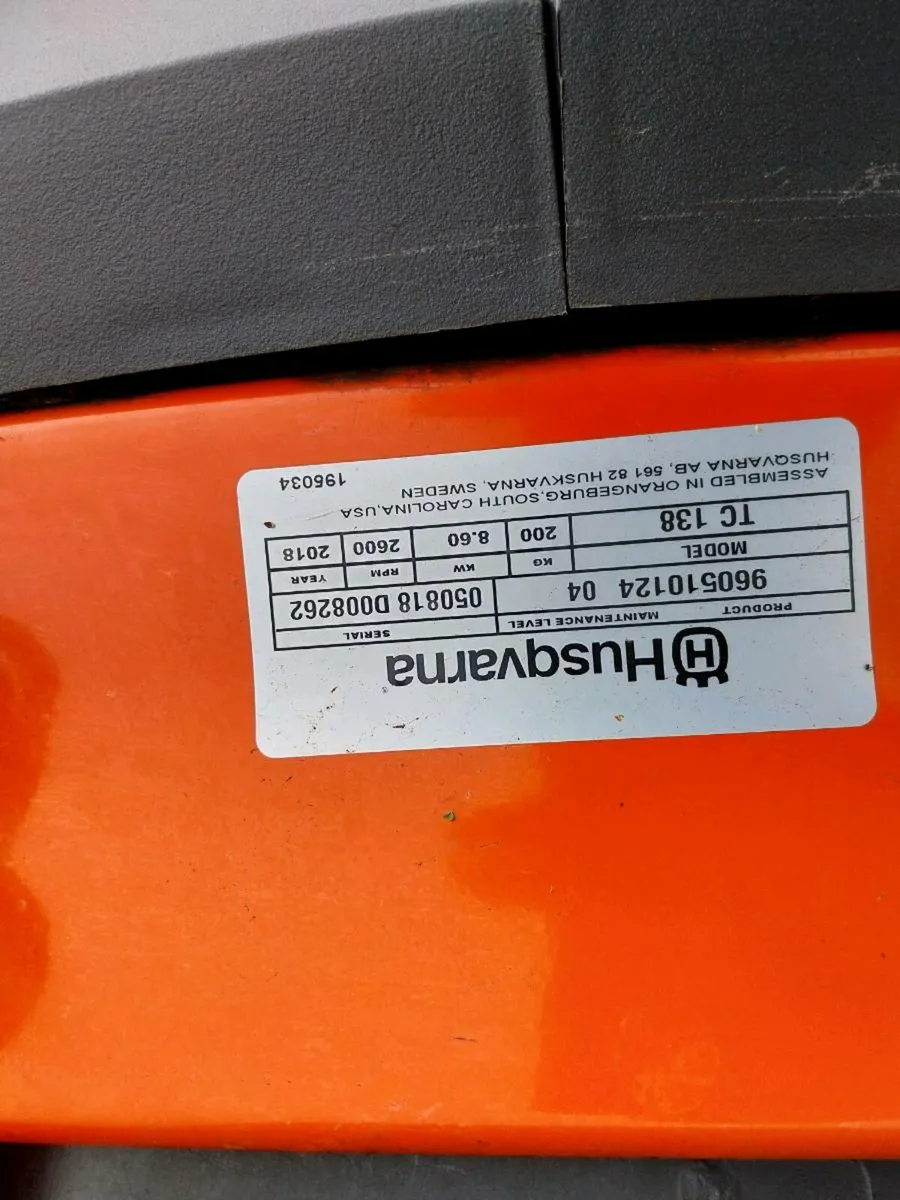 Husqvarna
PRODUCT MAINTENANCE LEVEL SERIAL
960510124 04 050818 D008262
MODEL KG KW RPM YEAR
TC 138 200 8.60 2600 2018
ASSEMBLED IN ORANGEBURG,SOUTH CAROLINA,USA
HUSQVARNA AB, 561 82 HUSKVARNA, SWEDEN 195034